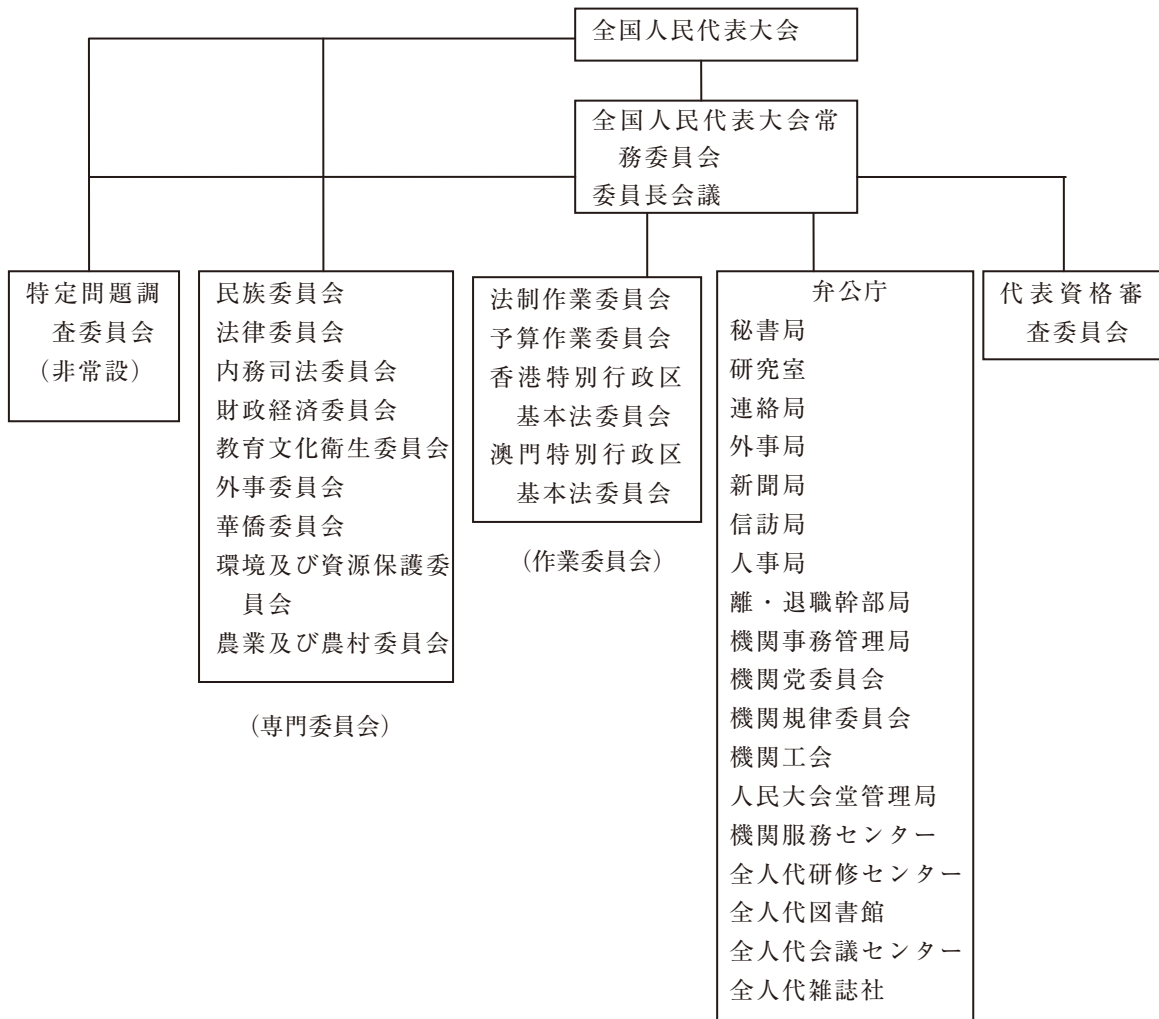 全国人民代表大会
全国人民代表大会常
務委員会
委員長会議
特定問題調
査委員会
（非常設）
民族委員会
法律委員会
内務司法委員会
財政経済委員会
教育文化衛生委員会
外事委員会
華僑委員会
環境及び資源保護委
員会
農業及び農村委員会
（専門委員会）
法制作業委員会
予算作業委員会
香港特別行政区
基本法委員会
澳門特別行政区
基本法委員会
（作業委員会）
弁公庁
秘書局
研究室
連絡局
外事局
新聞局
信訪局
人事局
離・退職幹部局
機関事務管理局
機関党委員会
機関規律委員会
機関工会
人民大会堂管理局
機関服務センター
全人代研修センター
全人代図書館
全人代会議センター
全人代雑誌社
代表資格審
査委員会